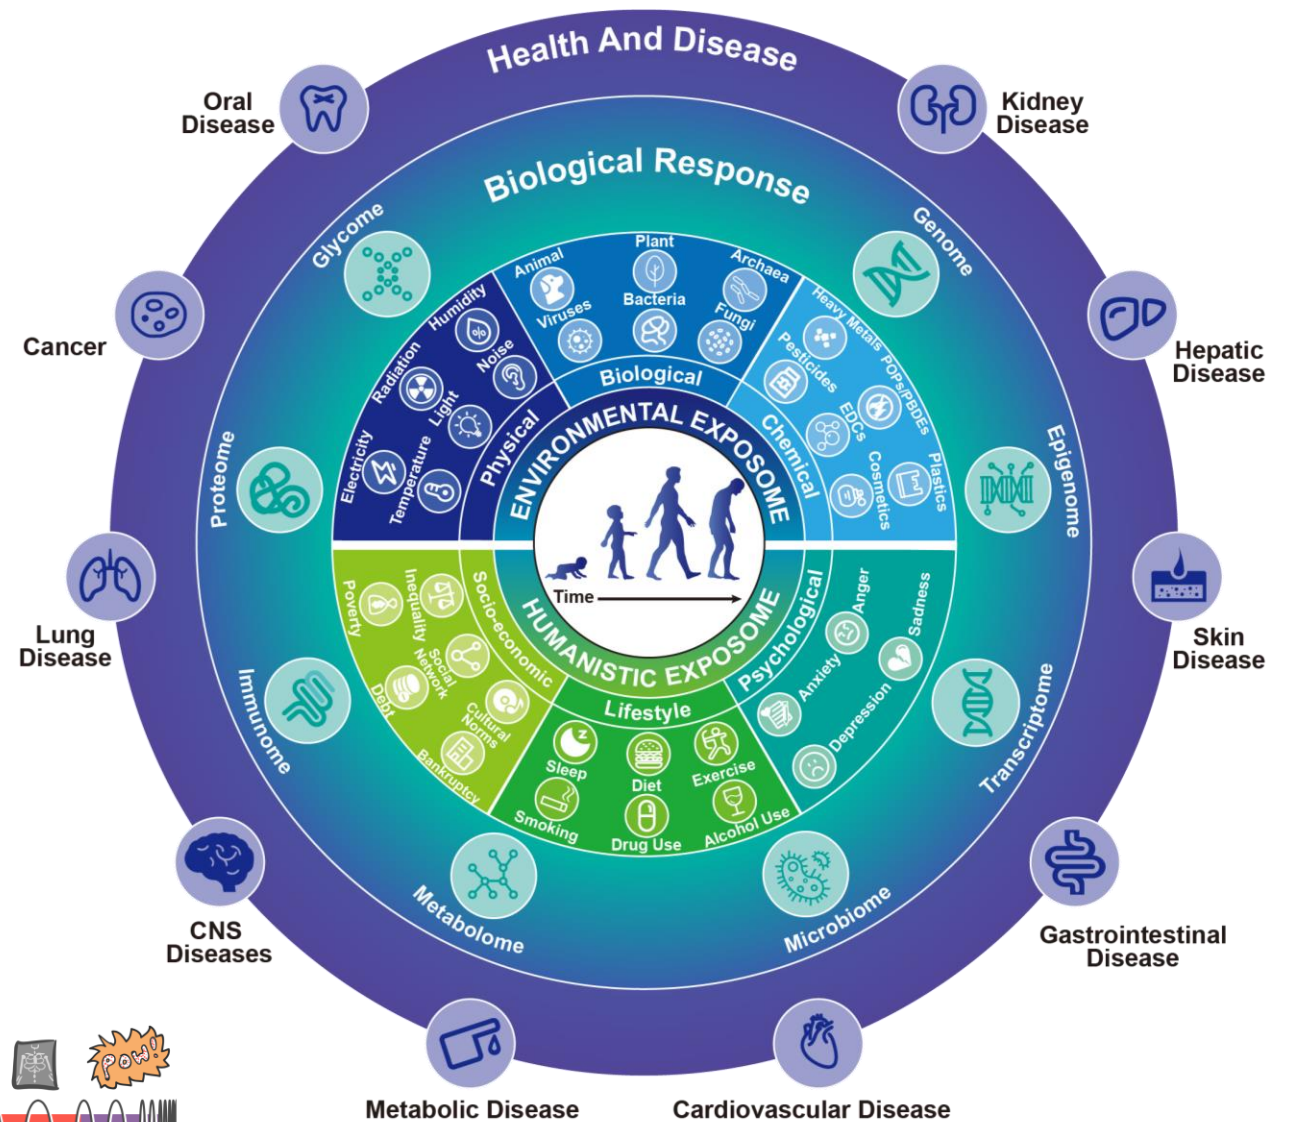 Health And Disease
Oral
Disease
Kidney
Disease
Biological Response
Glycome
Genome
Plant
Animal
Archaea
Bacteria
Viruses
Fungi
Biological
Humidity
Noise
Radiation
Light
Electricity
Temperature
Physical
Heavy Metals
Pesticides
POPs/PBDEs
EDCs
Plastics
Cosmetics
Chemical
Cancer
Hepatic
Disease
Proteome
Epigenome
ENVIRONMENTAL EXPOSOME
Time
HUMANISTIC EXPOSOME
Lung
Disease
Skin
Disease
Poverty
Inequality
Social
Network
Debt
Cultural
Norms
Bankruptcy
Socio-economic
Psychological
Anger
Sadness
Anxiety
Depression
Lifestyle
Sleep
Diet
Exercise
Smoking
Drug Use
Alcohol Use
Immunome
Transcriptome
Metabolome
Microbiome
CNS
Diseases
Gastrointestinal
Disease
POW!
Metabolic Disease
Cardiovascular Disease